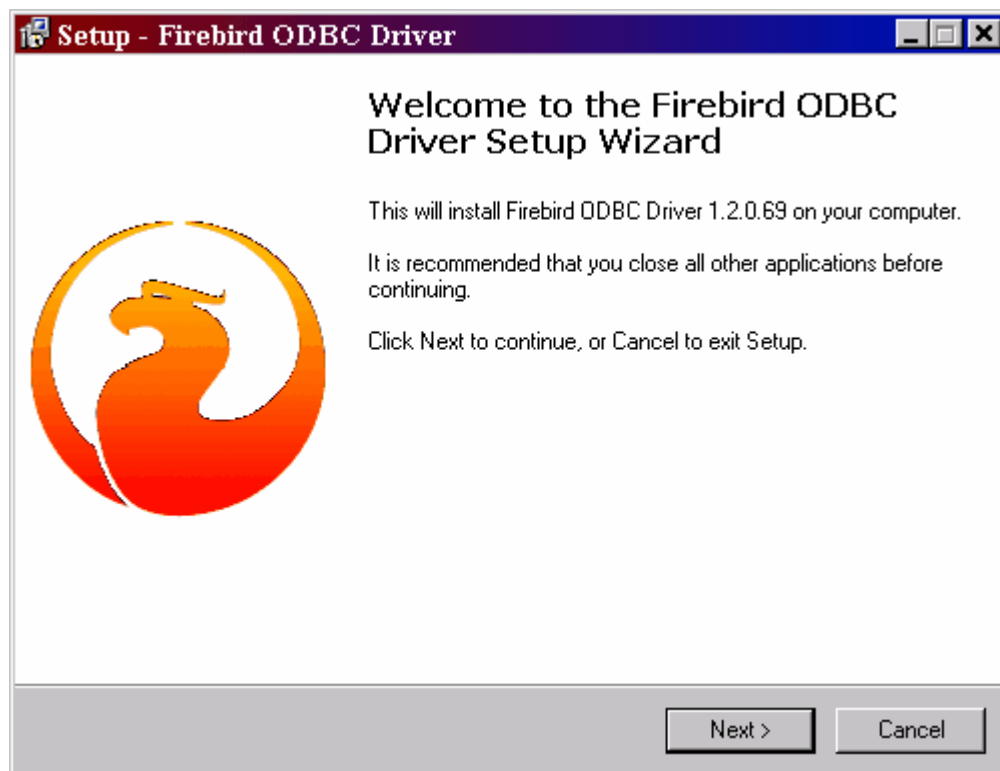 Setup - Firebird ODBC Driver
Welcome to the Firebird ODBC
Driver Setup Wizard
This will install Firebird ODBC Driver 1.2.0.69 on your computer.
It is recommended that you close all other applications before
continuing.
Click Next to continue, or Cancel to exit Setup.
Next >
Cancel